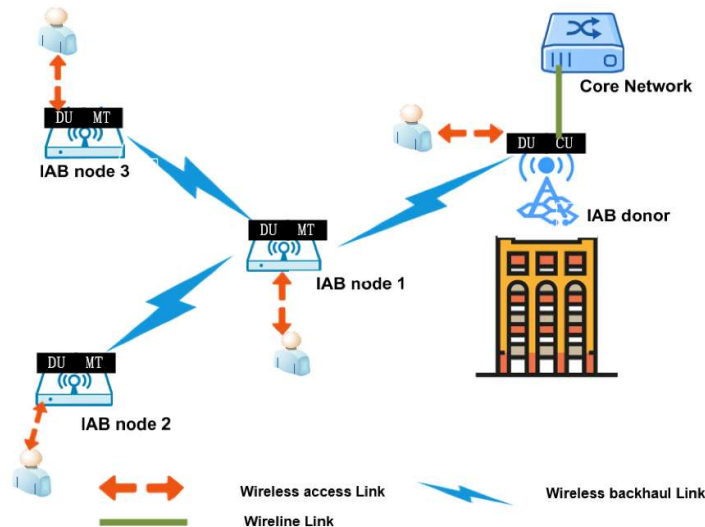 Core Network
DU MT
DU CU
IAB node 3
IAB donor
DU MT
IAB node 1
DU MT
IAB node 2
Wireless access Link
Wireless backhaul Link
Wireline Link